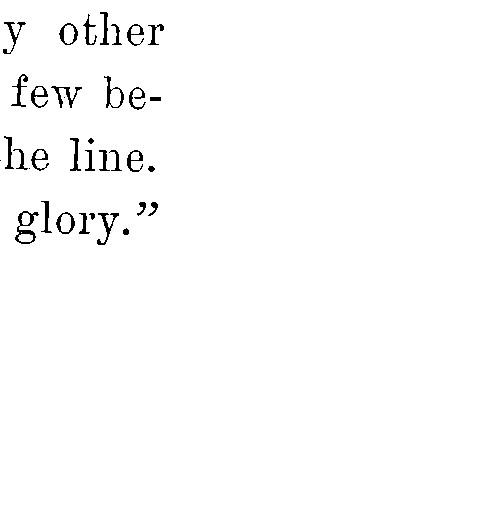 y other
few be-
he line.
glory.”